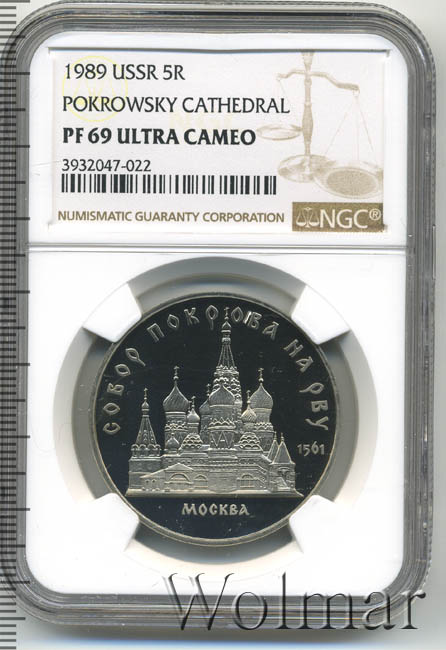 1989 USSR 5R
POKROWSKY CATHEDRAL
PF 69 ULTRA CAMEO
3932047-022
NUMISMATIC GUARANTY CORPORATION
NGC®
СОБОР ПОКРОВА НА РВУ
1561
МОСКВА
Wolmar